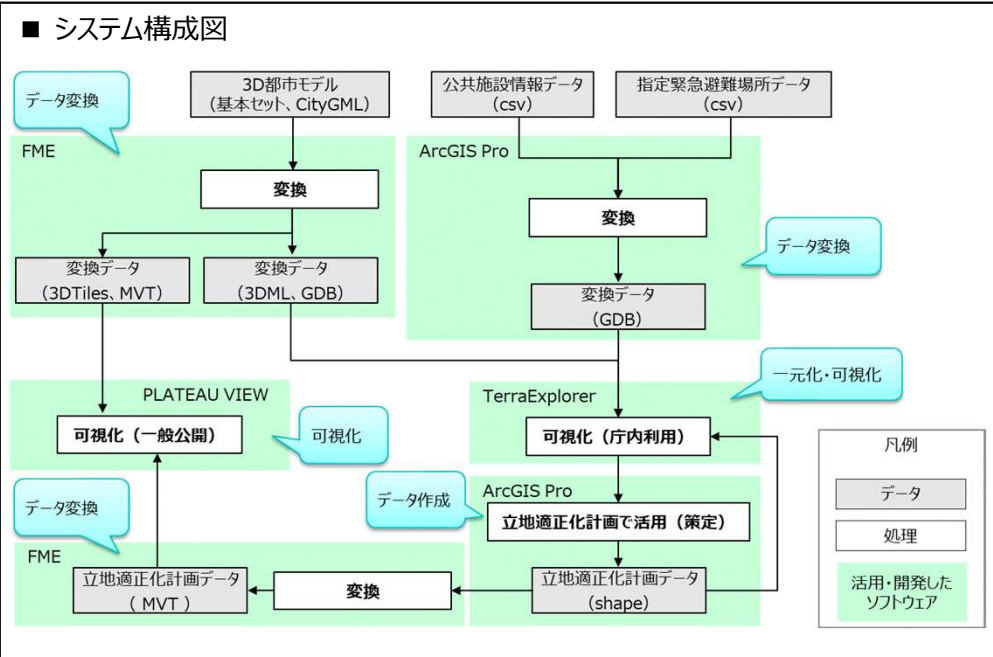 ■ システム構成図
データ変換
3D都市モデル
(基本セット、CityGML)
公共施設情報データ
(csv)
指定緊急避難場所データ
(csv)
FME
変換
変換データ
(3DTiles、MVT)
変換データ
(3DML、GDB)
ArcGIS Pro
変換
データ変換
変換データ
(GDB)
PLATEAU VIEW
可視化（一般公開）
可視化
TerraExplorer
一元化・可視化
可視化（庁内利用）
データ作成
ArcGIS Pro
立地適正化計画で活用（策定）
立地適正化計画データ
(shape)
データ変換
FME
立地適正化計画データ
( MVT )
変換
凡例
データ
処理
活用・開発した
ソフトウェア